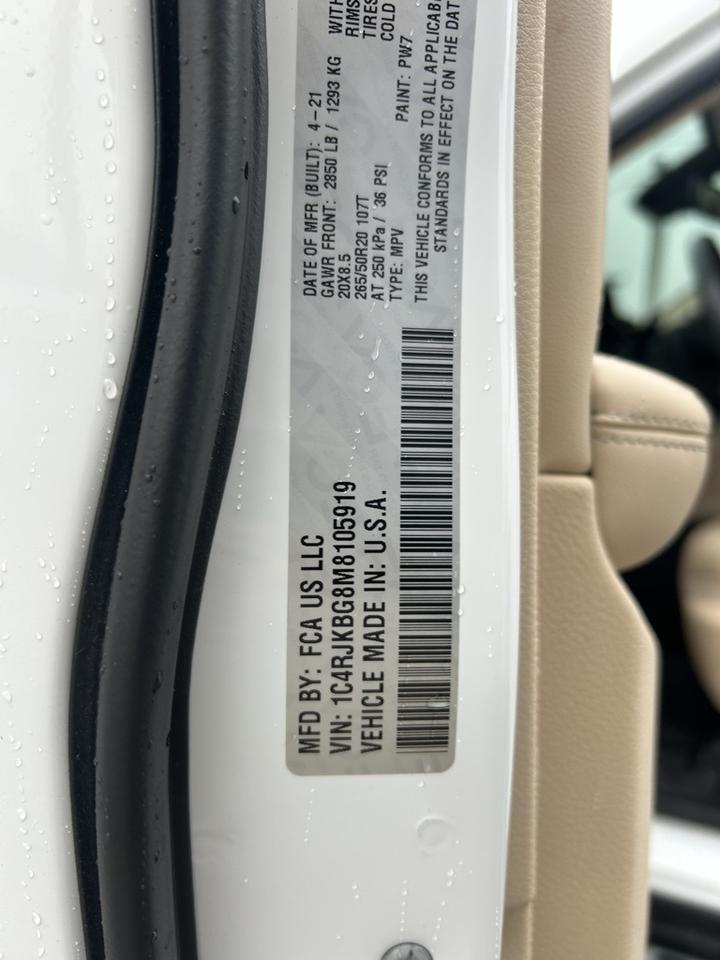 MFD BY: FCA US LLC
VIN: 1C4RJKBG8M8105919
VEHICLE MADE IN: U.S.A.
DATE OF MFR (BUILT): 4-21
GAWR FRONT: 2850 LB / 1293 KG WITH
20X8.5 RIMS
265/50R20 107T TIRES
AT 250 kPa / 36 PSI COLD
TYPE: MPV PAINT: PW7
THIS VEHICLE CONFORMS TO ALL APPLICAB
STANDARDS IN EFFECT ON THE DAT